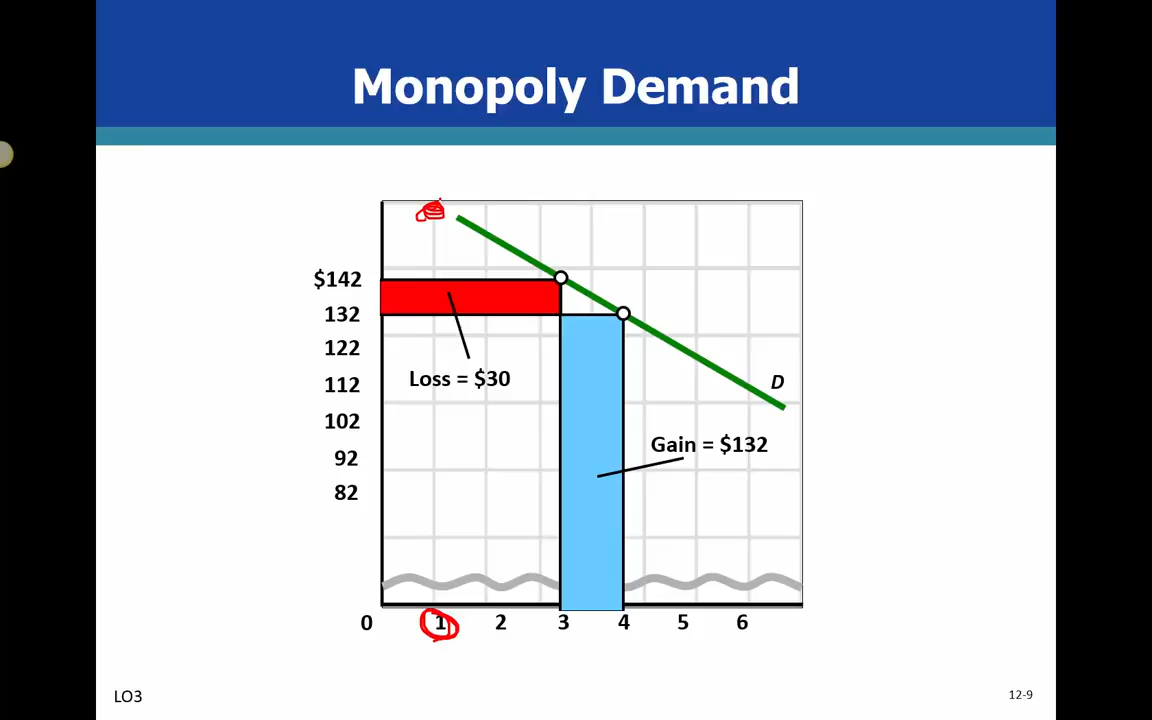 Monopoly Demand
$142
132
122
112
102
92
82
Loss = $30
D
Gain = $132
0 1 2 3 4 5 6
LO3
12-9